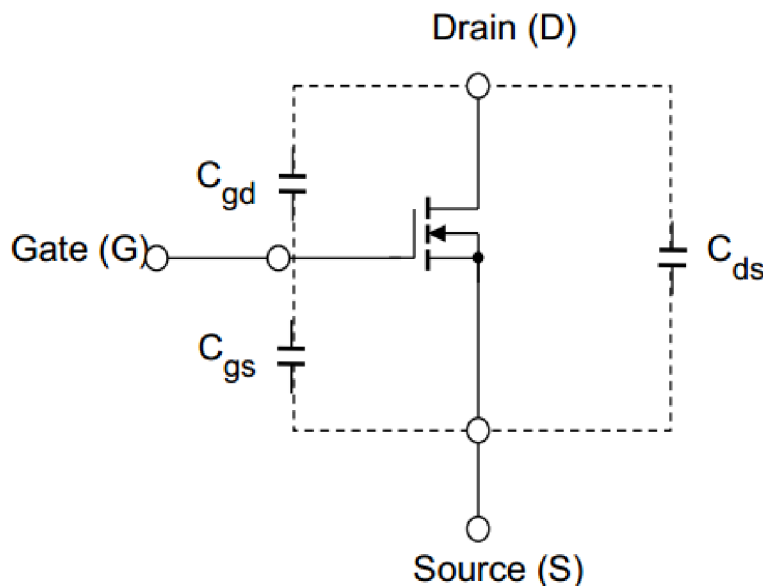 Drain (D)
Cgd
Gate (G)
Cds
Cgs
Source (S)